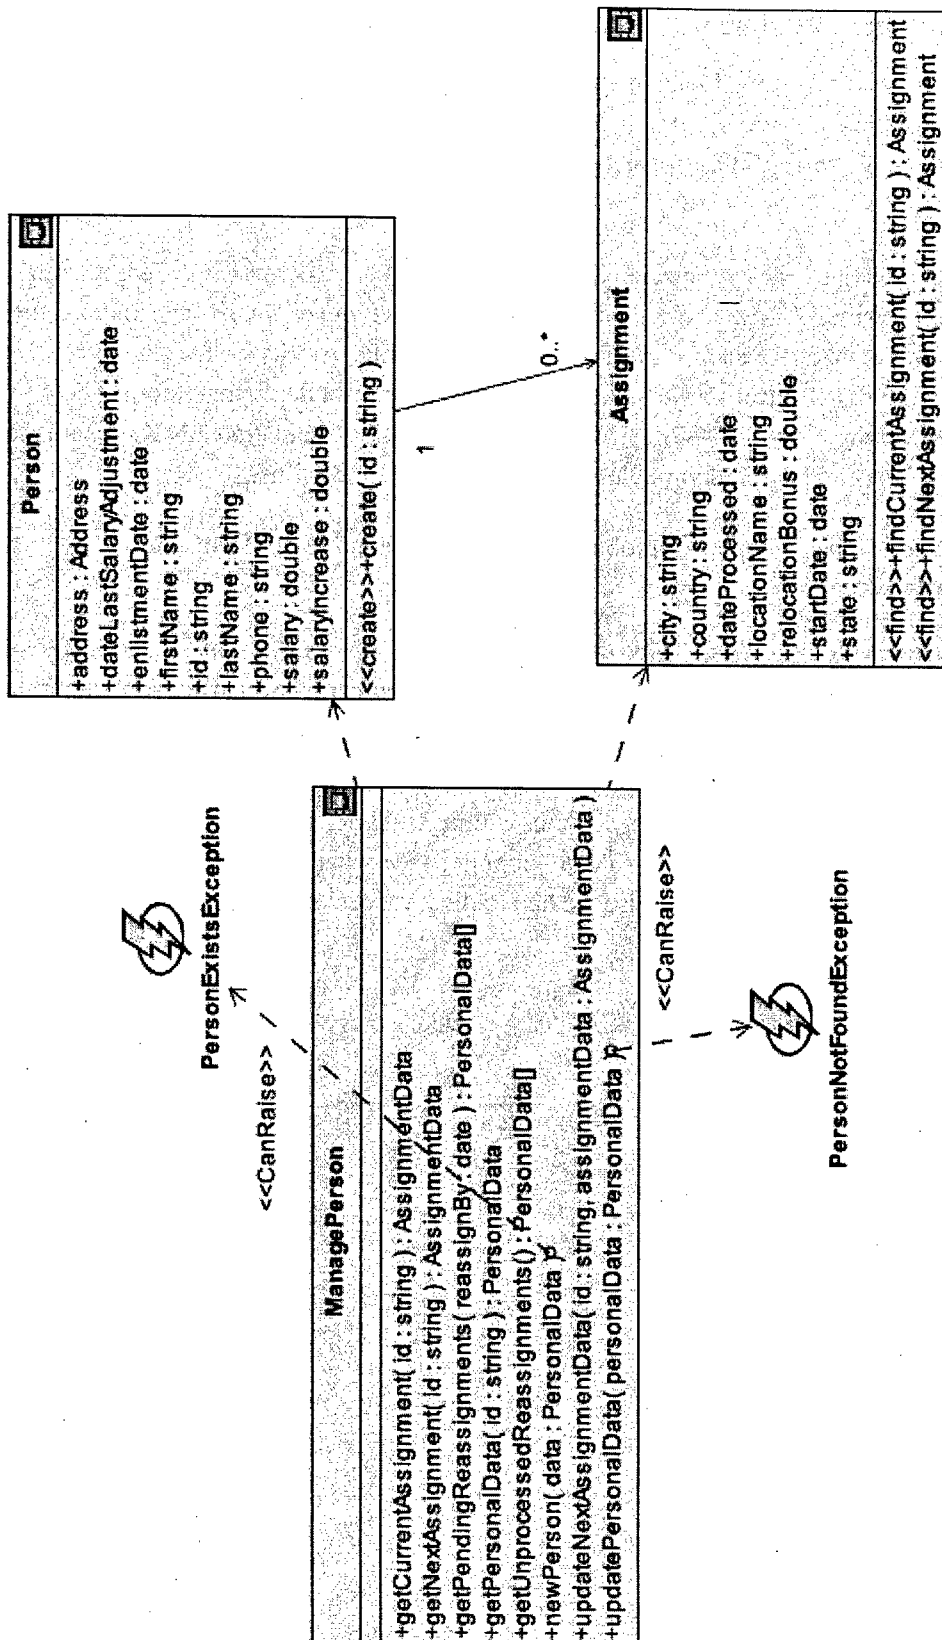 Person
+address : Address
+dateLastSalaryAdjustment : date
+enlistmentDate : date
+firstName : string
+id : string
+lastName : string
+phone : string
+salary : double
+salaryIncrease : double
<<create>>+create( id : string )
1
0..*
Assignment
+city : string
+country : string
+dateProcessed : date
+locationName : string
+relocationBonus : double
+startDate : date
+state : string
<<find>>+findCurrentAssignment( id : string ) : Assignment
<<find>>+findNextAssignment( id : string ) : Assignment
PersonExistsException
<<CanRaise>>
ManagePerson
+getCurrentAssignment( id : string ) : AssignmentData
+getNextAssignment( id : string ) : AssignmentData
+getPendingReassignments( reassignBy : date ) : PersonalData[]
+getPersonalData( id : string ) : PersonalData
+getUnprocessedReassignments() : PersonalData[]
+newPerson( data : PersonalData )
+updateNextAssignmentData( id : string, assignmentData : AssignmentData )
+updatePersonalData( personalData : PersonalData )
<<CanRaise>>
PersonNotFoundException